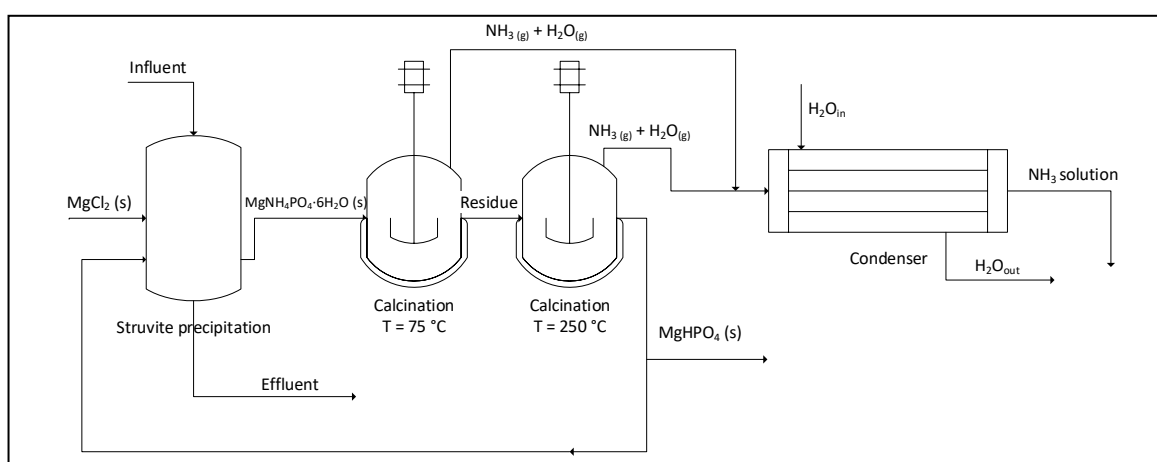 NH₃ (g) + H₂O(g)
Influent
H₂Oin
NH₃ (g) + H₂O(g)
MgCl₂ (s)
MgNH₄PO₄·6H₂O (s)
Residue
NH₃ solution
Condenser
H₂Oout
Struvite precipitation
Calcination
T = 75 °C
Calcination
T = 250 °C
MgHPO₄ (s)
Effluent